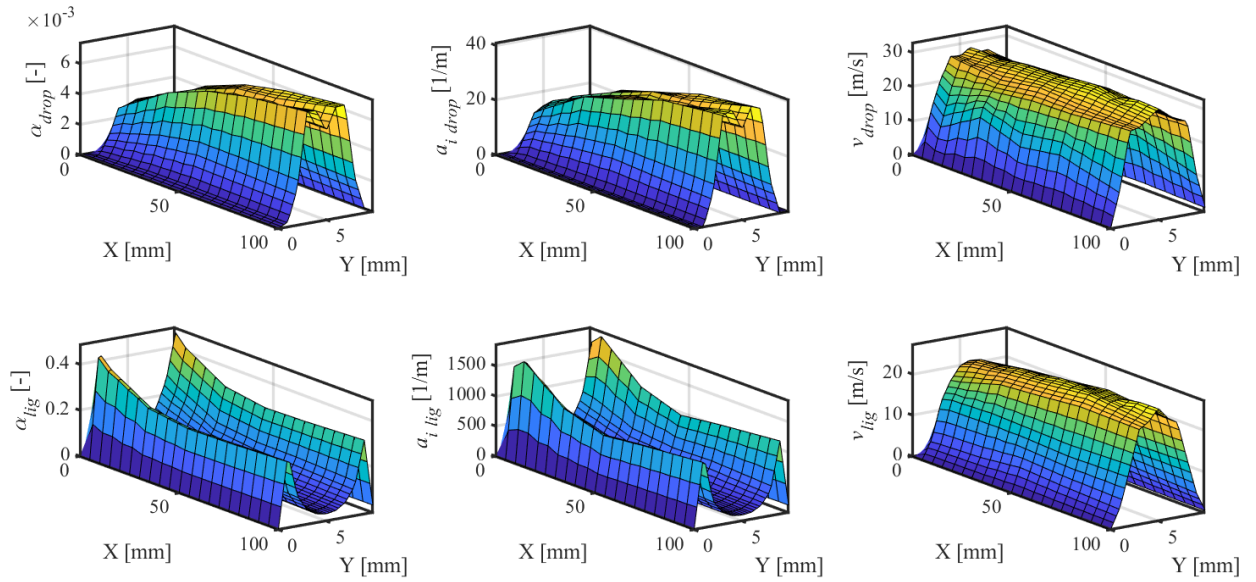 ×10⁻³
α_drop [-]
6
4
2
0
0
50
100
X [mm]
0
5
Y [mm]
a_i drop [1/m]
40
20
0
0
50
100
X [mm]
0
5
Y [mm]
v_drop [m/s]
30
20
10
0
0
50
100
X [mm]
0
5
Y [mm]
α_lig [-]
0.4
0.2
0
0
50
100
X [mm]
0
5
Y [mm]
a_i lig [1/m]
1500
1000
500
0
0
50
100
X [mm]
0
5
Y [mm]
v_lig [m/s]
20
10
0
0
50
100
X [mm]
0
5
Y [mm]